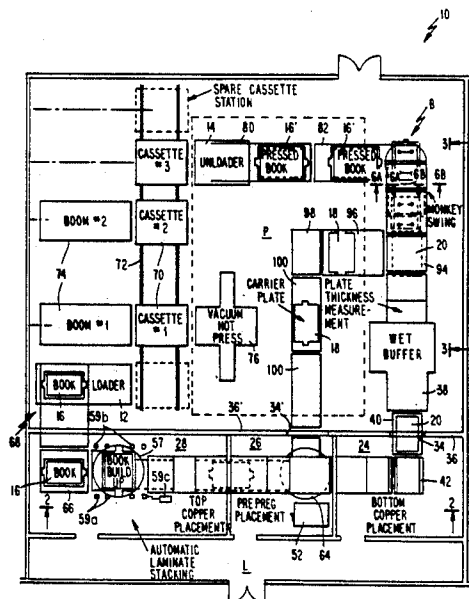 10
SPARE CASSETTE
STATION
14
80
16'
82
16'
B
3
CASSETTE
#3
UNLOADER
PRESSED
BOOK
PRESSED
BOOK
6A
6B
6A
6B
MONKEY
SWING
BOOM #2
CASSETTE
#2
P
98
18
96
20
94
74
72
70
100
CARRIER
PLATE
PLATE
THICKNESS
MEASURE-
MENT
BOOM #1
CASSETTE
#1
VACUUM
HOT
PRESS
18
WET
BUFFER
3
76
100
38
BOOK
LOADER
16
12
68
36'
34'
40
20
59b
57
28
26
24
34
36
BOOK
BOOK
BUILD
UP
59c
42
16
66
2
59a
TOP
COPPER
PLACEMENT
PREPREG
PLACEMENT
BOTTOM
COPPER
PLACEMENT
2
52
64
AUTOMATIC
LAMINATE
STACKING
L